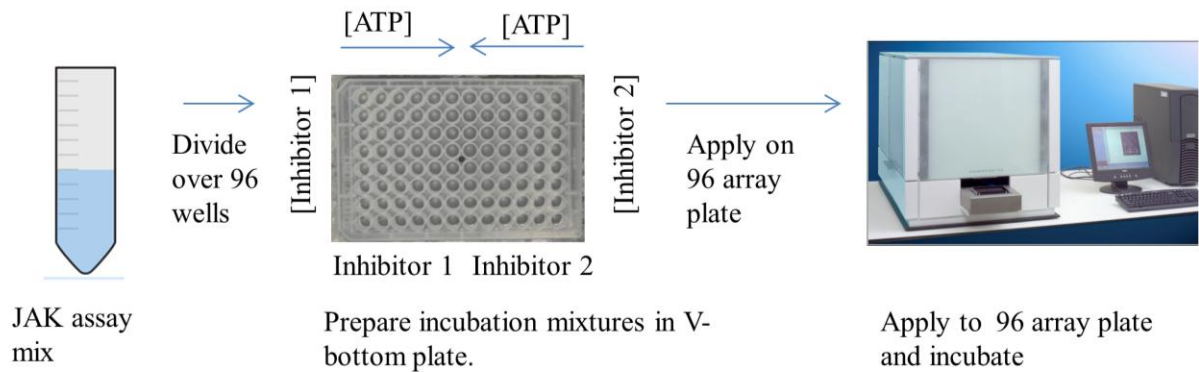 [ATP]
[ATP]
[Inhibitor 1]
[Inhibitor 2]
Divide
over 96
wells
Apply on
96 array
plate
Inhibitor 1
Inhibitor 2
JAK assay
mix
Prepare incubation mixtures in V-
bottom plate.
Apply to 96 array plate
and incubate